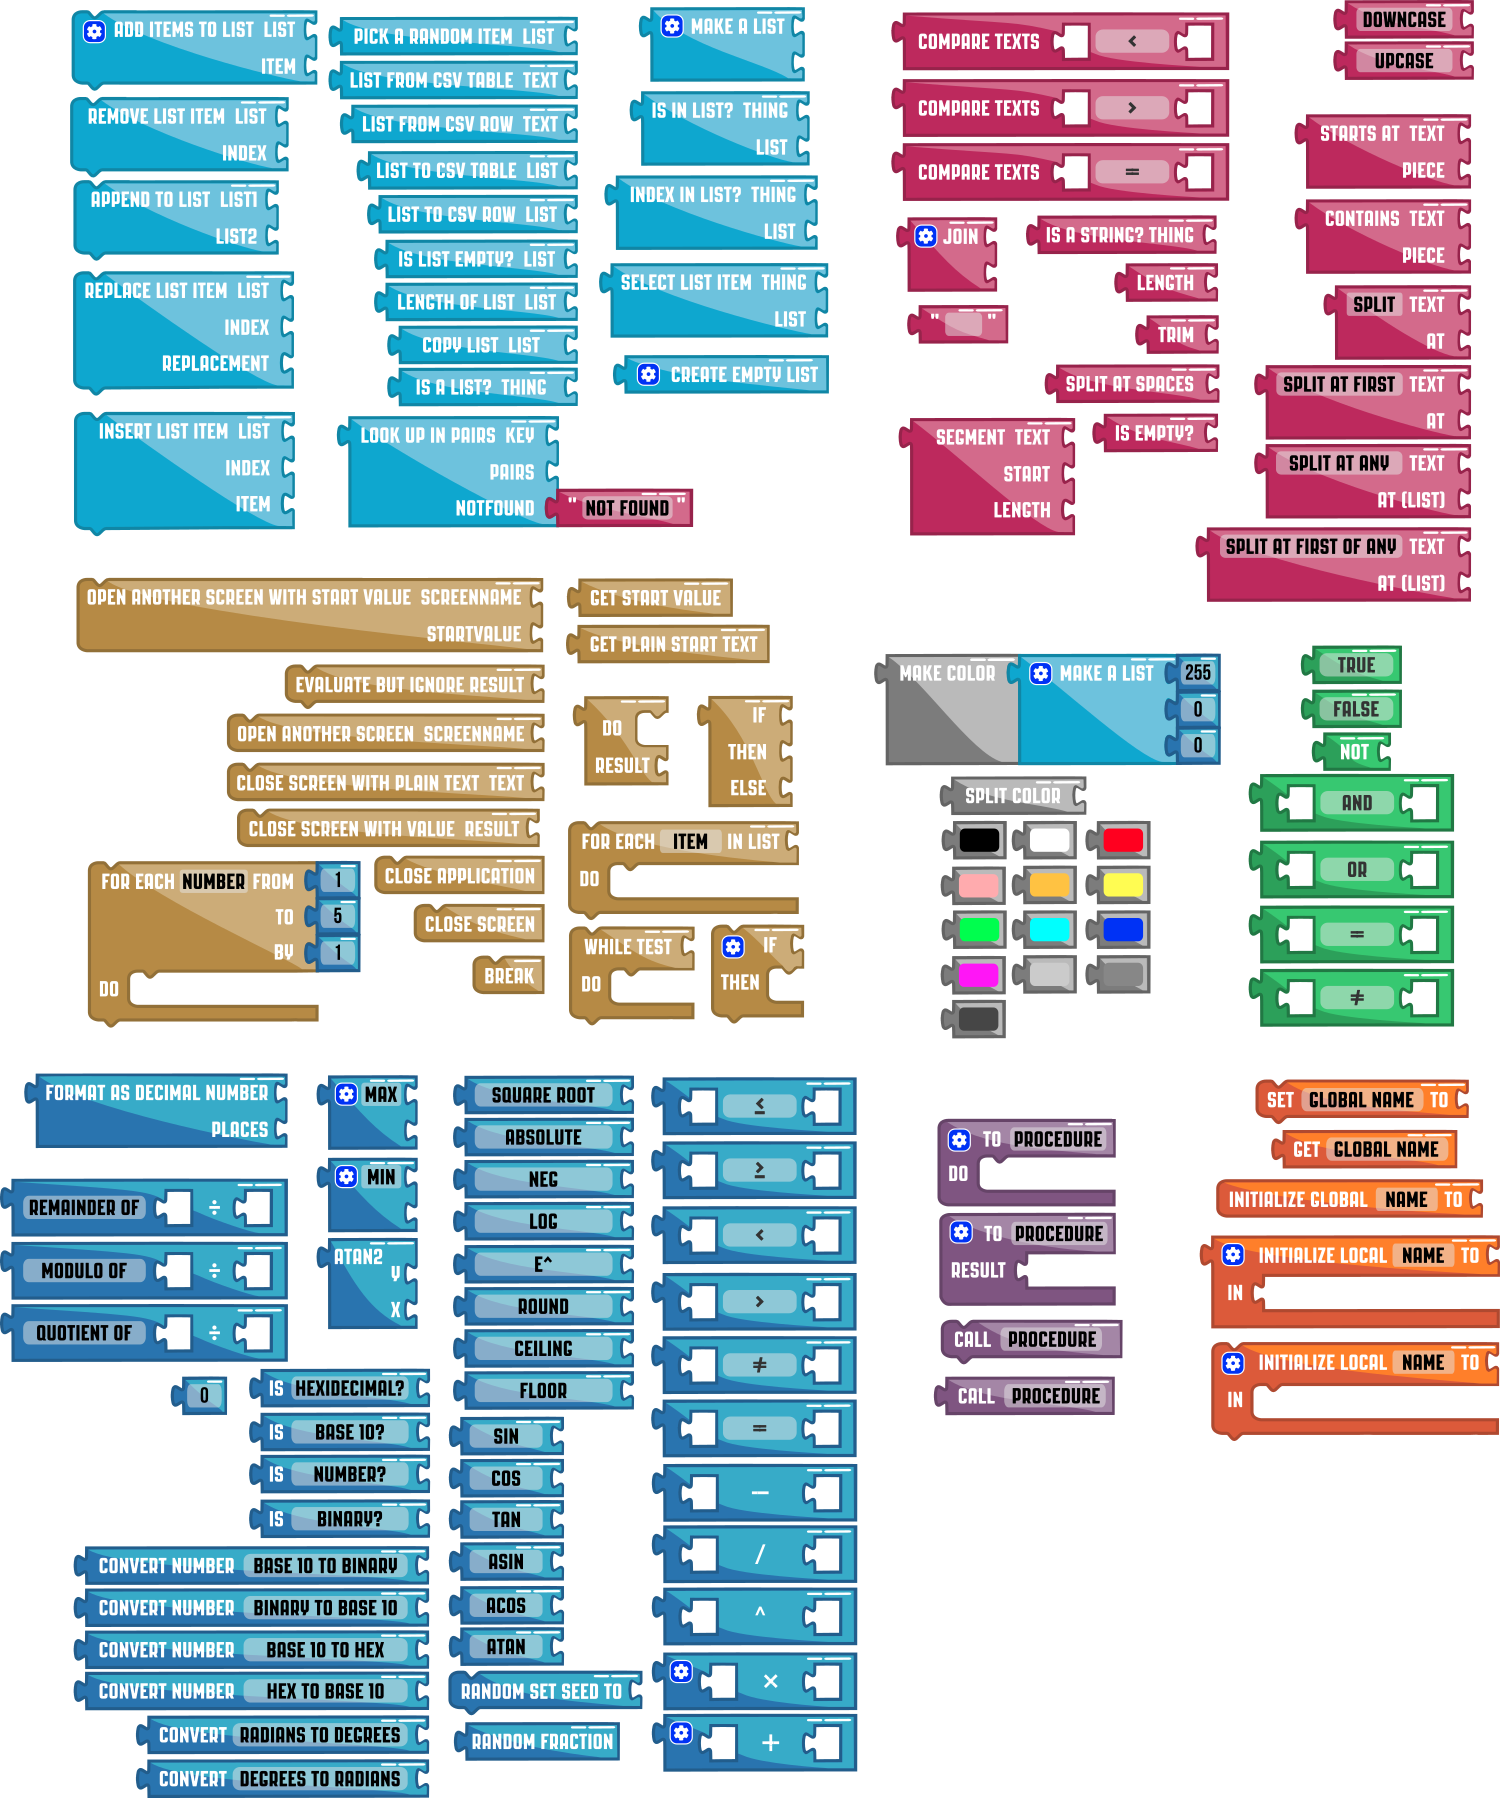 ADD ITEMS TO LIST LIST
ITEM
REMOVE LIST ITEM LIST
INDEX
APPEND TO LIST LIST1
LIST2
REPLACE LIST ITEM LIST
INDEX
REPLACEMENT
INSERT LIST ITEM LIST
INDEX
ITEM
PICK A RANDOM ITEM LIST
LIST FROM CSV TABLE TEXT
LIST FROM CSV ROW TEXT
LIST TO CSV TABLE LIST
LIST TO CSV ROW LIST
IS LIST EMPTY? LIST
LENGTH OF LIST LIST
COPY LIST LIST
IS A LIST? THING
LOOK UP IN PAIRS KEY
PAIRS
NOTFOUND " NOT FOUND "
MAKE A LIST
IS IN LIST? THING
LIST
INDEX IN LIST? THING
LIST
SELECT LIST ITEM THING
LIST
CREATE EMPTY LIST
COMPARE TEXTS <
COMPARE TEXTS >
COMPARE TEXTS =
JOIN
" "
SEGMENT TEXT
START
LENGTH
IS A STRING? THING
LENGTH
TRIM
SPLIT AT SPACES
IS EMPTY?
DOWNCASE
UPCASE
STARTS AT TEXT
PIECE
CONTAINS TEXT
PIECE
SPLIT TEXT
AT
SPLIT AT FIRST TEXT
AT
SPLIT AT ANY TEXT
AT (LIST)
SPLIT AT FIRST OF ANY TEXT
AT (LIST)
OPEN ANOTHER SCREEN WITH START VALUE SCREENNAME
STARTVALUE
EVALUATE BUT IGNORE RESULT
OPEN ANOTHER SCREEN SCREENNAME
CLOSE SCREEN WITH PLAIN TEXT TEXT
CLOSE SCREEN WITH VALUE RESULT
CLOSE APPLICATION
CLOSE SCREEN
BREAK
FOR EACH NUMBER FROM 1
TO 5
BY 1
DO
GET START VALUE
GET PLAIN START TEXT
DO
RESULT
IF
THEN
ELSE
FOR EACH ITEM IN LIST
DO
WHILE TEST
DO
IF
THEN
MAKE COLOR MAKE A LIST 255
0
0
SPLIT COLOR
TRUE
FALSE
NOT
AND
OR
=
≠
FORMAT AS DECIMAL NUMBER
PLACES
REMAINDER OF ÷
MODULO OF ÷
QUOTIENT OF ÷
MAX
MIN
ATAN2
Y
X
0
IS HEXIDECIMAL?
IS BASE 10?
IS NUMBER?
IS BINARY?
CONVERT NUMBER BASE 10 TO BINARY
CONVERT NUMBER BINARY TO BASE 10
CONVERT NUMBER BASE 10 TO HEX
CONVERT NUMBER HEX TO BASE 10
CONVERT RADIANS TO DEGREES
CONVERT DEGREES TO RADIANS
SQUARE ROOT
ABSOLUTE
NEG
LOG
E^
ROUND
CEILING
FLOOR
SIN
COS
TAN
ASIN
ACOS
ATAN
RANDOM SET SEED TO
RANDOM FRACTION
≤
≥
<
>
≠
=
–
/
^
×
+
TO PROCEDURE
DO
TO PROCEDURE
RESULT
CALL PROCEDURE
CALL PROCEDURE
SET GLOBAL NAME TO
GET GLOBAL NAME
INITIALIZE GLOBAL NAME TO
INITIALIZE LOCAL NAME TO
IN
INITIALIZE LOCAL NAME TO
IN